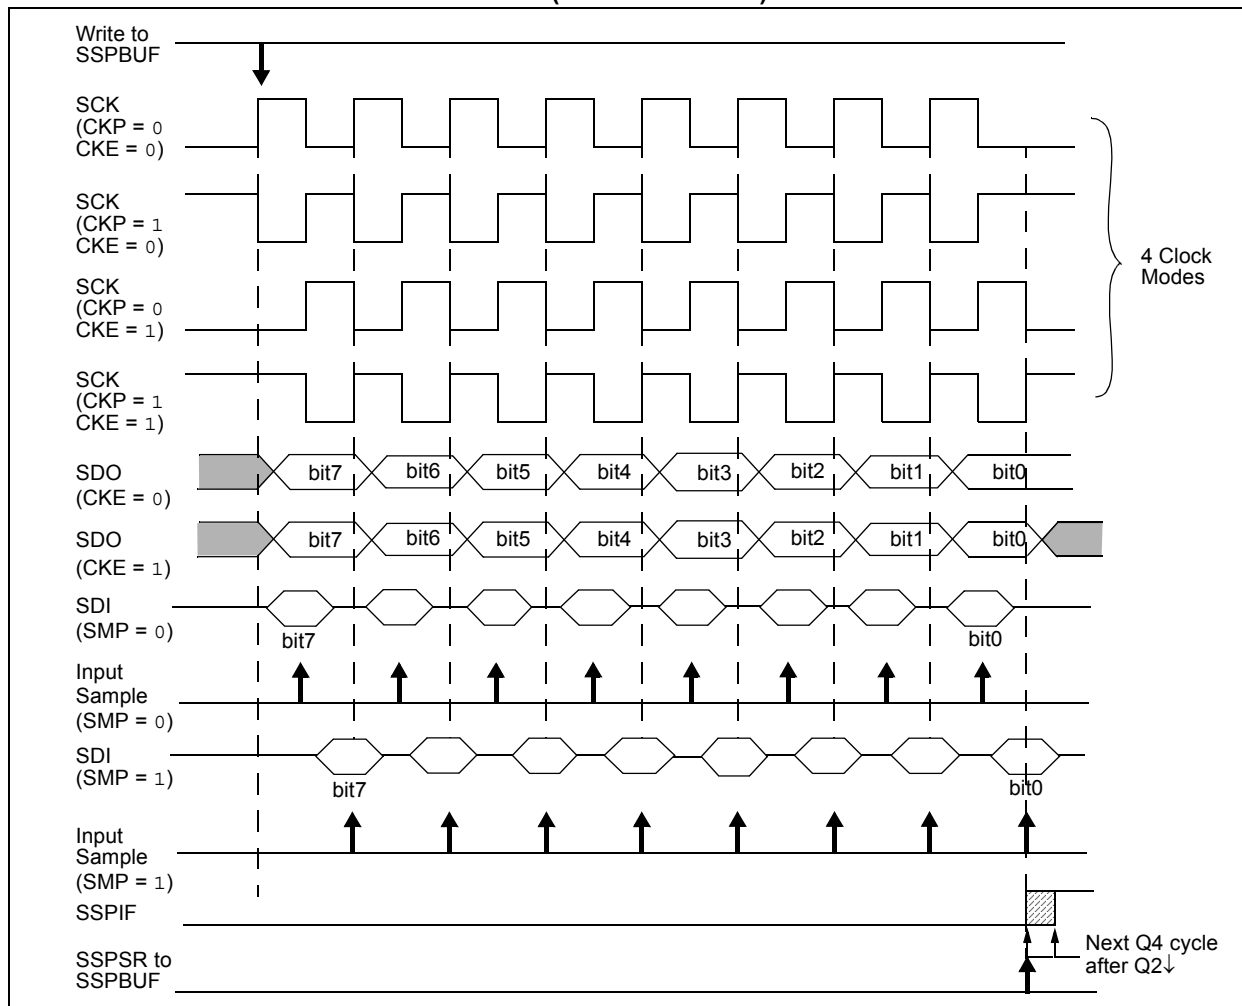 Write to
SSPBUF
SCK
(CKP = 0
CKE = 0)
SCK
(CKP = 1
CKE = 0)
SCK
(CKP = 0
CKE = 1)
SCK
(CKP = 1
CKE = 1)
4 Clock
Modes
SDO
(CKE = 0)
bit7 bit6 bit5 bit4 bit3 bit2 bit1 bit0
SDO
(CKE = 1)
bit7 bit6 bit5 bit4 bit3 bit2 bit1 bit0
SDI
(SMP = 0)
bit7 bit0
Input
Sample
(SMP = 0)
SDI
(SMP = 1)
bit7 bit0
Input
Sample
(SMP = 1)
SSPIF
SSPSR to
SSPBUF
Next Q4 cycle
after Q2↓